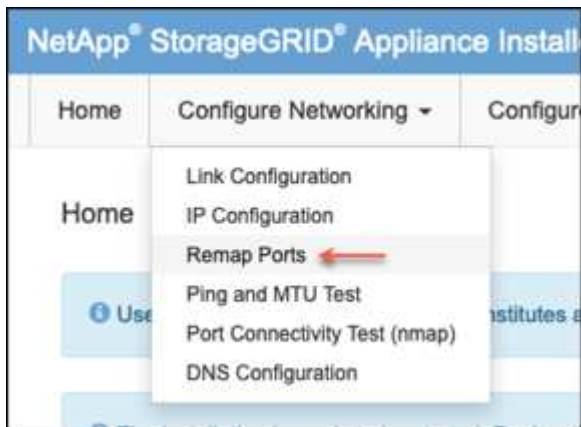 NetApp® StorageGRID® Appliance Install
Home Configure Networking Configur
Link Configuration
Home IP Configuration
Remap Ports
Ping and MTU Test
Use nstitutes a
Port Connectivity Test (nmap)
DNS Configuration